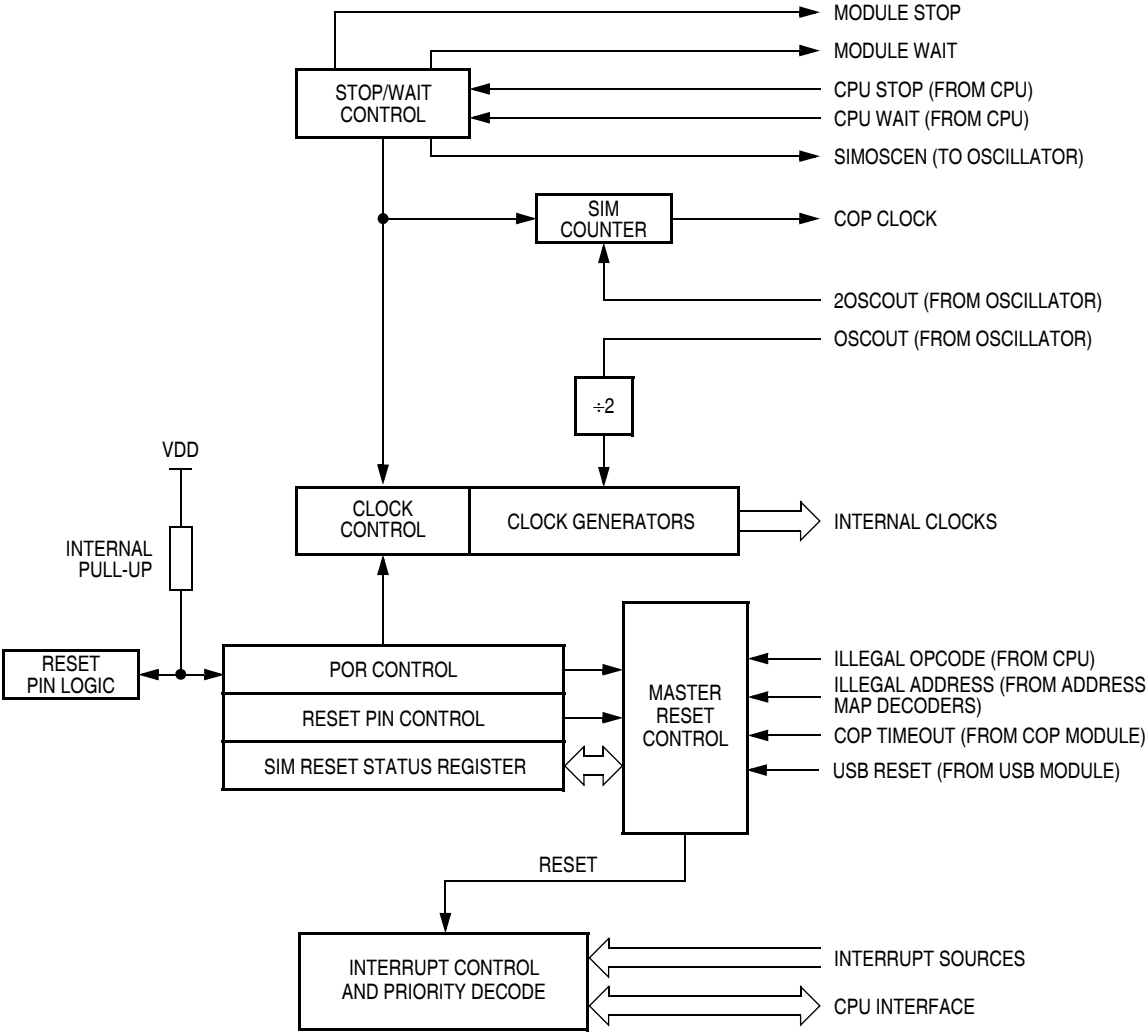 MODULE STOP
MODULE WAIT
STOP/WAIT
CONTROL
CPU STOP (FROM CPU)
CPU WAIT (FROM CPU)
SIMOSCEN (TO OSCILLATOR)
SIM
COUNTER
COP CLOCK
2OSCOUT (FROM OSCILLATOR)
OSCOUT (FROM OSCILLATOR)
÷2
VDD
CLOCK
CONTROL
CLOCK GENERATORS
INTERNAL CLOCKS
INTERNAL
PULL-UP
RESET
PIN LOGIC
POR CONTROL
RESET PIN CONTROL
SIM RESET STATUS REGISTER
MASTER
RESET
CONTROL
ILLEGAL OPCODE (FROM CPU)
ILLEGAL ADDRESS (FROM ADDRESS
MAP DECODERS)
COP TIMEOUT (FROM COP MODULE)
USB RESET (FROM USB MODULE)
RESET
INTERRUPT CONTROL
AND PRIORITY DECODE
INTERRUPT SOURCES
CPU INTERFACE